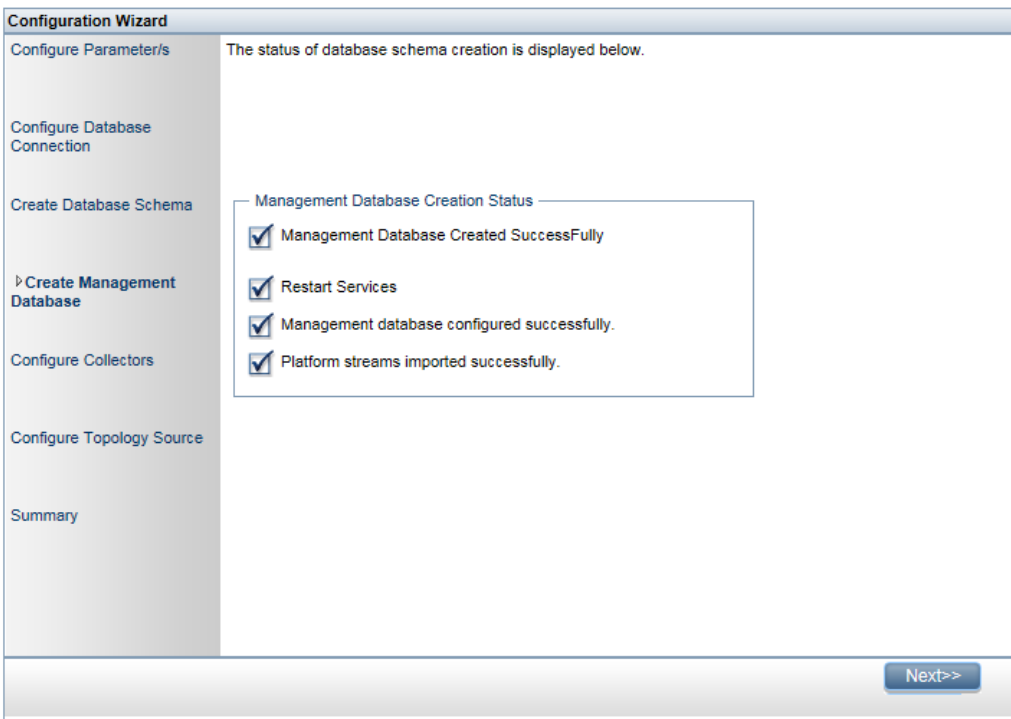 Configuration Wizard
Configure Parameter/s
The status of database schema creation is displayed below.
Configure Database
Connection
Create Database Schema
Management Database Creation Status
Management Database Created SuccessFully
Create Management
Database
Restart Services
Management database configured successfully.
Configure Collectors
Platform streams imported successfully.
Configure Topology Source
Summary
Next>>